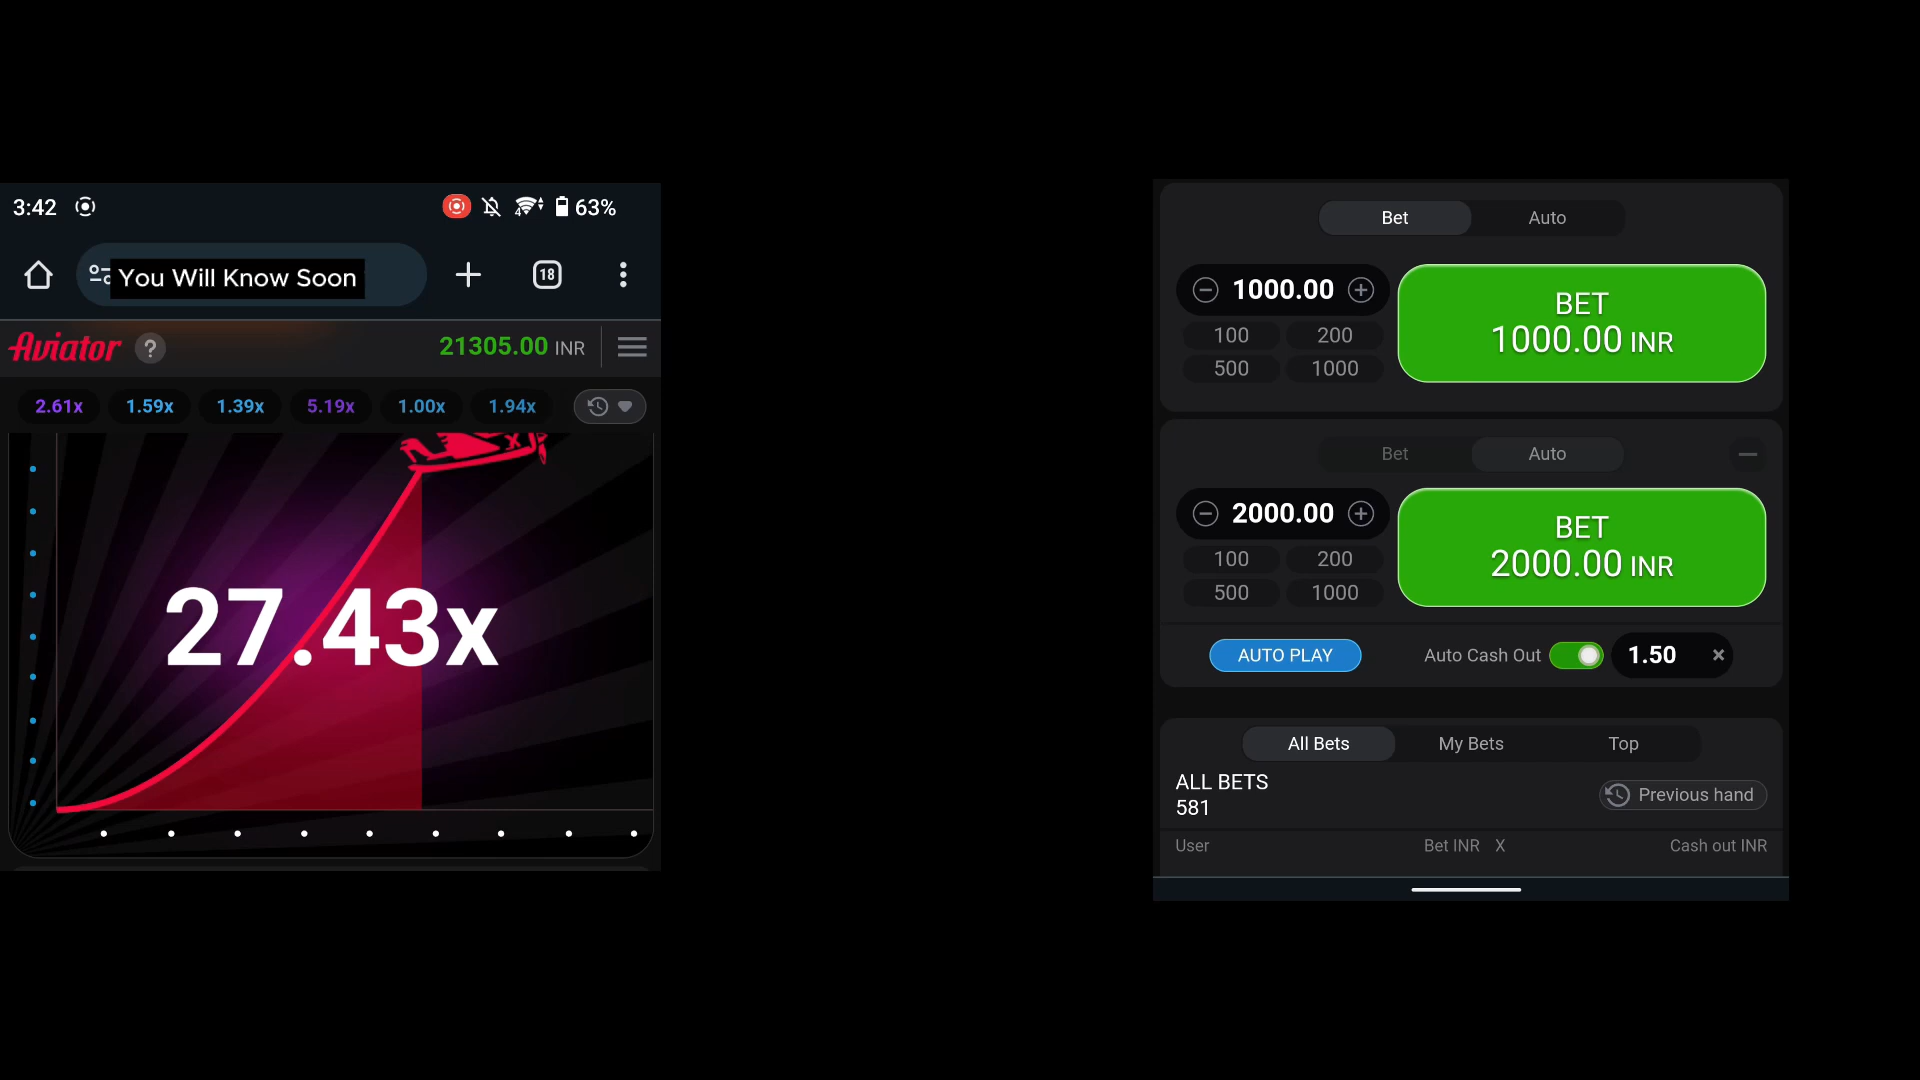 3:42
4
63%
You Will Know Soon
18
Aviator
?
21305.00 INR
2.61x 1.59x 1.39x 5.19x 1.00x 1.94x
27.43x
Bet Auto
1000.00
100 200
500 1000
BET
1000.00 INR
Bet Auto
2000.00
100 200
500 1000
BET
2000.00 INR
AUTO PLAY
Auto Cash Out
1.50
All Bets My Bets Top
ALL BETS
581
Previous hand
User Bet INR X Cash out INR